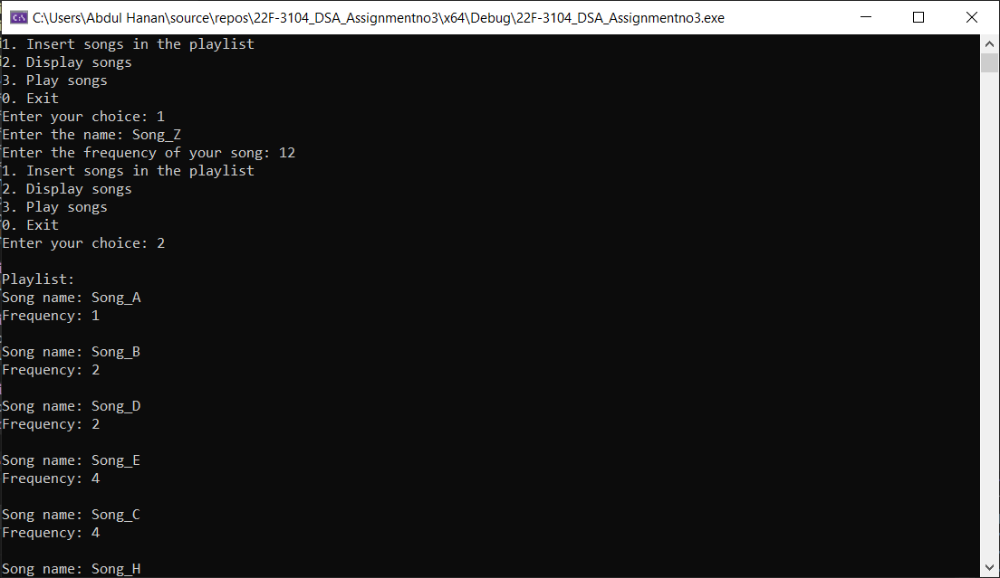 C:\Users\Abdul Hanan\source\repos\22F-3104_DSA_Assignmentno3\x64\Debug\22F-3104_DSA_Assignmentno3.exe
1. Insert songs in the playlist
2. Display songs
3. Play songs
0. Exit
Enter your choice: 1
Enter the name: Song_Z
Enter the frequency of your song: 12
1. Insert songs in the playlist
2. Display songs
3. Play songs
0. Exit
Enter your choice: 2

Playlist:
Song name: Song_A
Frequency: 1

Song name: Song_B
Frequency: 2

Song name: Song_D
Frequency: 2

Song name: Song_E
Frequency: 4

Song name: Song_C
Frequency: 4

Song name: Song_H